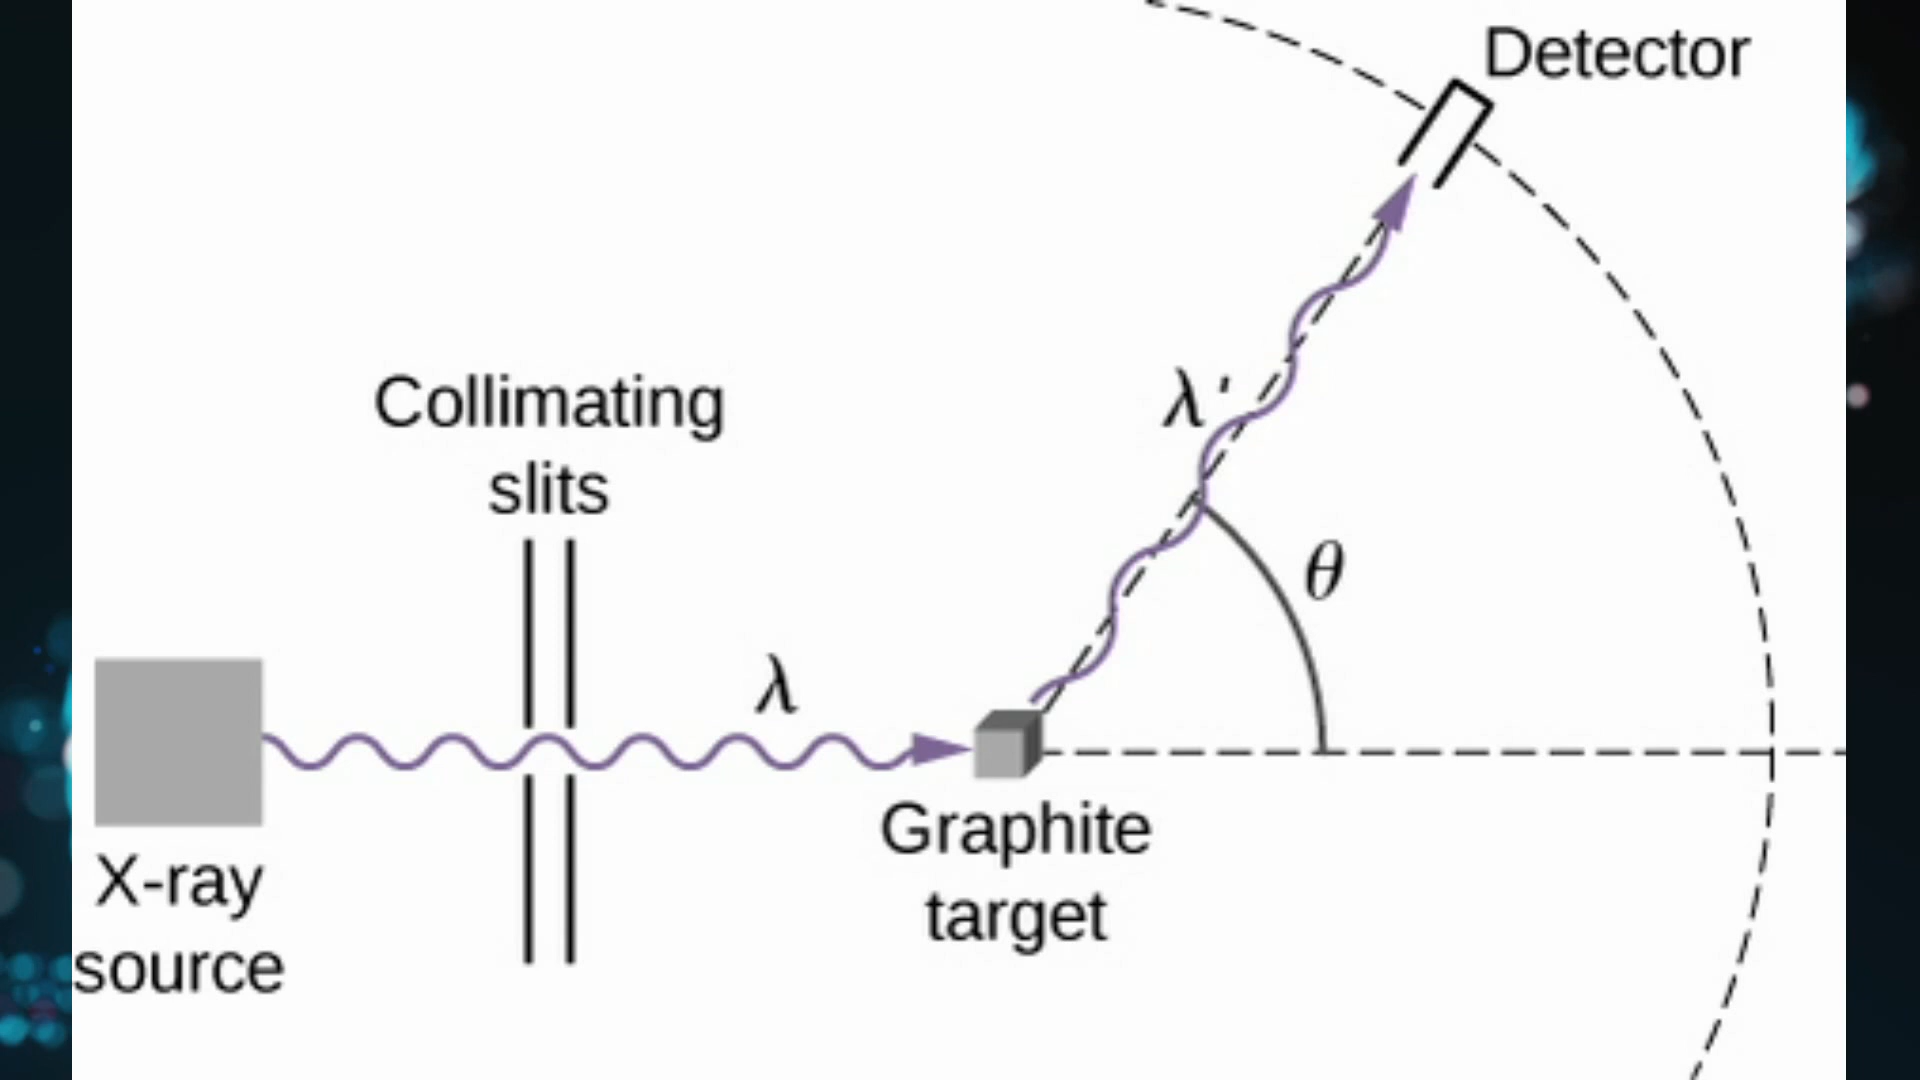 Detector
Collimating
slits
λ'
θ
λ
X-ray
source
Graphite
target